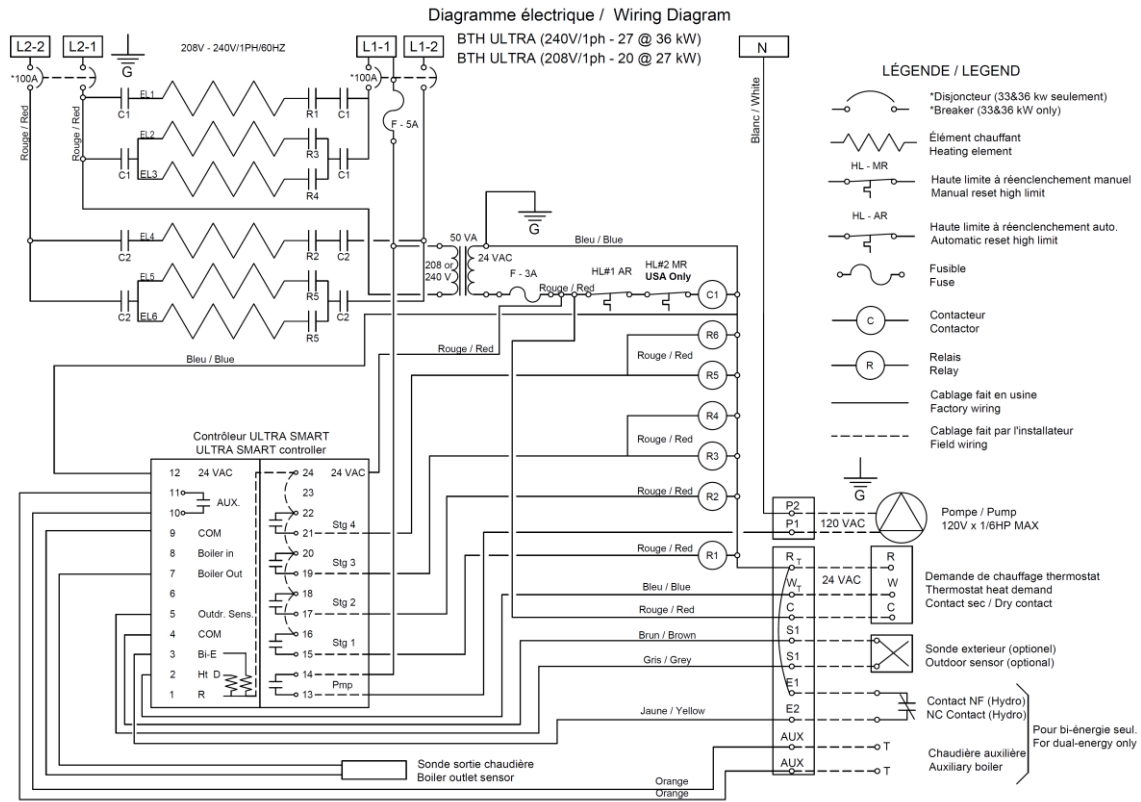 Diagramme électrique / Wiring Diagram
BTH ULTRA (240V/1ph - 27 @ 36 kW)
BTH ULTRA (208V/1ph - 20 @ 27 kW)
L2-2
L2-1
G
208V - 240V/1PH/60HZ
L1-1
L1-2
N
*100A
*100A
Rouge / Red
Rouge / Red
Blanc / White
F - 5A
C1
EL1
R1
C1
EL2
R3
C1
EL3
R4
C1
C2
EL4
R2
C2
EL5
R5
C2
EL6
R5
C2
50 VA
208 or
240 V
24 VAC
G
Bleu / Blue
F - 3A
Rouge / Red
HL#1 AR
HL#2 MR
USA Only
C1
R6
Rouge / Red
R5
R4
Rouge / Red
R3
Rouge / Red
R2
Rouge / Red
R1
Rouge / Red
Bleu / Blue
LÉGENDE / LEGEND
*Disjoncteur (33&36 kw seulement)
*Breaker (33&36 kW only)
Élément chauffant
Heating element
HL - MR
Haute limite à réenclenchement manuel
Manual reset high limit
HL - AR
Haute limite à réenclenchement auto.
Automatic reset high limit
Fusible
Fuse
C
Contacteur
Contactor
R
Relais
Relay
Cablage fait en usine
Factory wiring
Cablage fait par l'installateur
Field wiring
Contrôleur ULTRA SMART
ULTRA SMART controller
12 24 VAC
11
AUX.
10
9 COM
8 Boiler in
7 Boiler Out
6
5 Outdr. Sens.
4 COM
3 Bi-E
2 Ht D
1 R
24 24 VAC
23
22
21 Stg 4
20
19 Stg 3
18
17 Stg 2
16
15 Stg 1
14
13 Pmp
G
P2
P1
120 VAC
Pompe / Pump
120V x 1/6HP MAX
RT
24 VAC
R
WT
W
C
C
Bleu / Blue
Rouge / Red
Demande de chauffage thermostat
Thermostat heat demand
Contact sec / Dry contact
Brun / Brown
S1
Gris / Grey
S1
Sonde exterieur (optionel)
Outdoor sensor (optional)
E1
Jaune / Yellow
E2
Contact NF (Hydro)
NC Contact (Hydro)
AUX
T
AUX
T
Chaudière auxilière
Auxiliary boiler
Pour bi-énergie seul.
For dual-energy only
Sonde sortie chaudière
Boiler outlet sensor
Orange
Orange